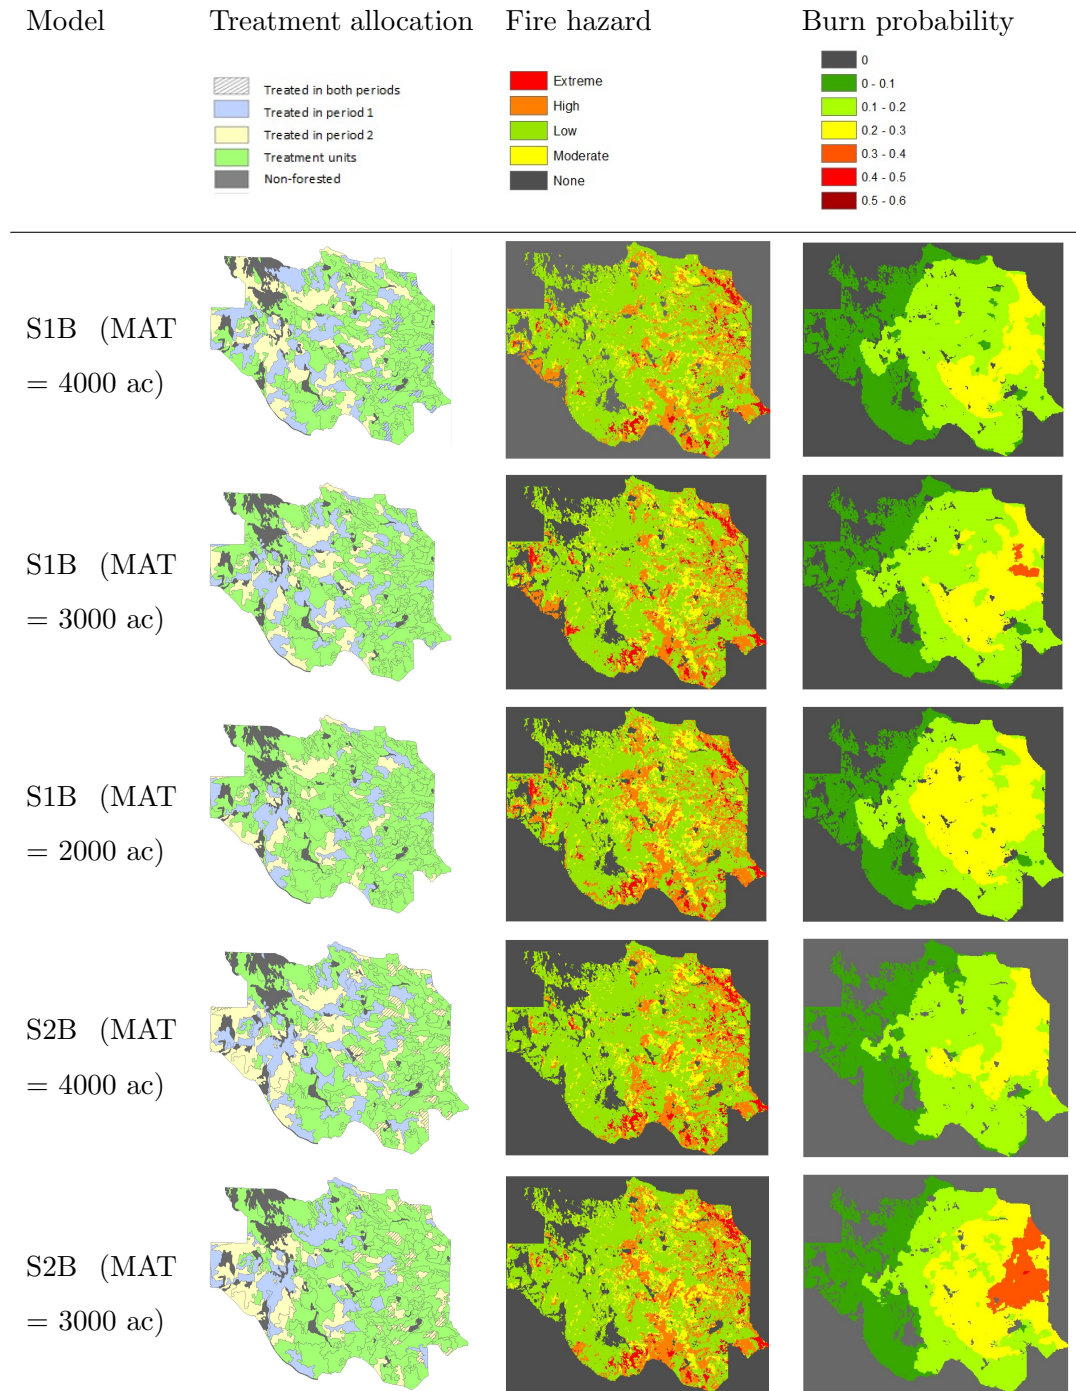 Model Treatment allocation Fire hazard Burn probability
Treated in both periods
Treated in period 1
Treated in period 2
Treatment units
Non-forested
Extreme
High
Low
Moderate
None
0
0 - 0.1
0.1 - 0.2
0.2 - 0.3
0.3 - 0.4
0.4 - 0.5
0.5 - 0.6
S1B (MAT
= 4000 ac)
S1B (MAT
= 3000 ac)
S1B (MAT
= 2000 ac)
S2B (MAT
= 4000 ac)
S2B (MAT
= 3000 ac)